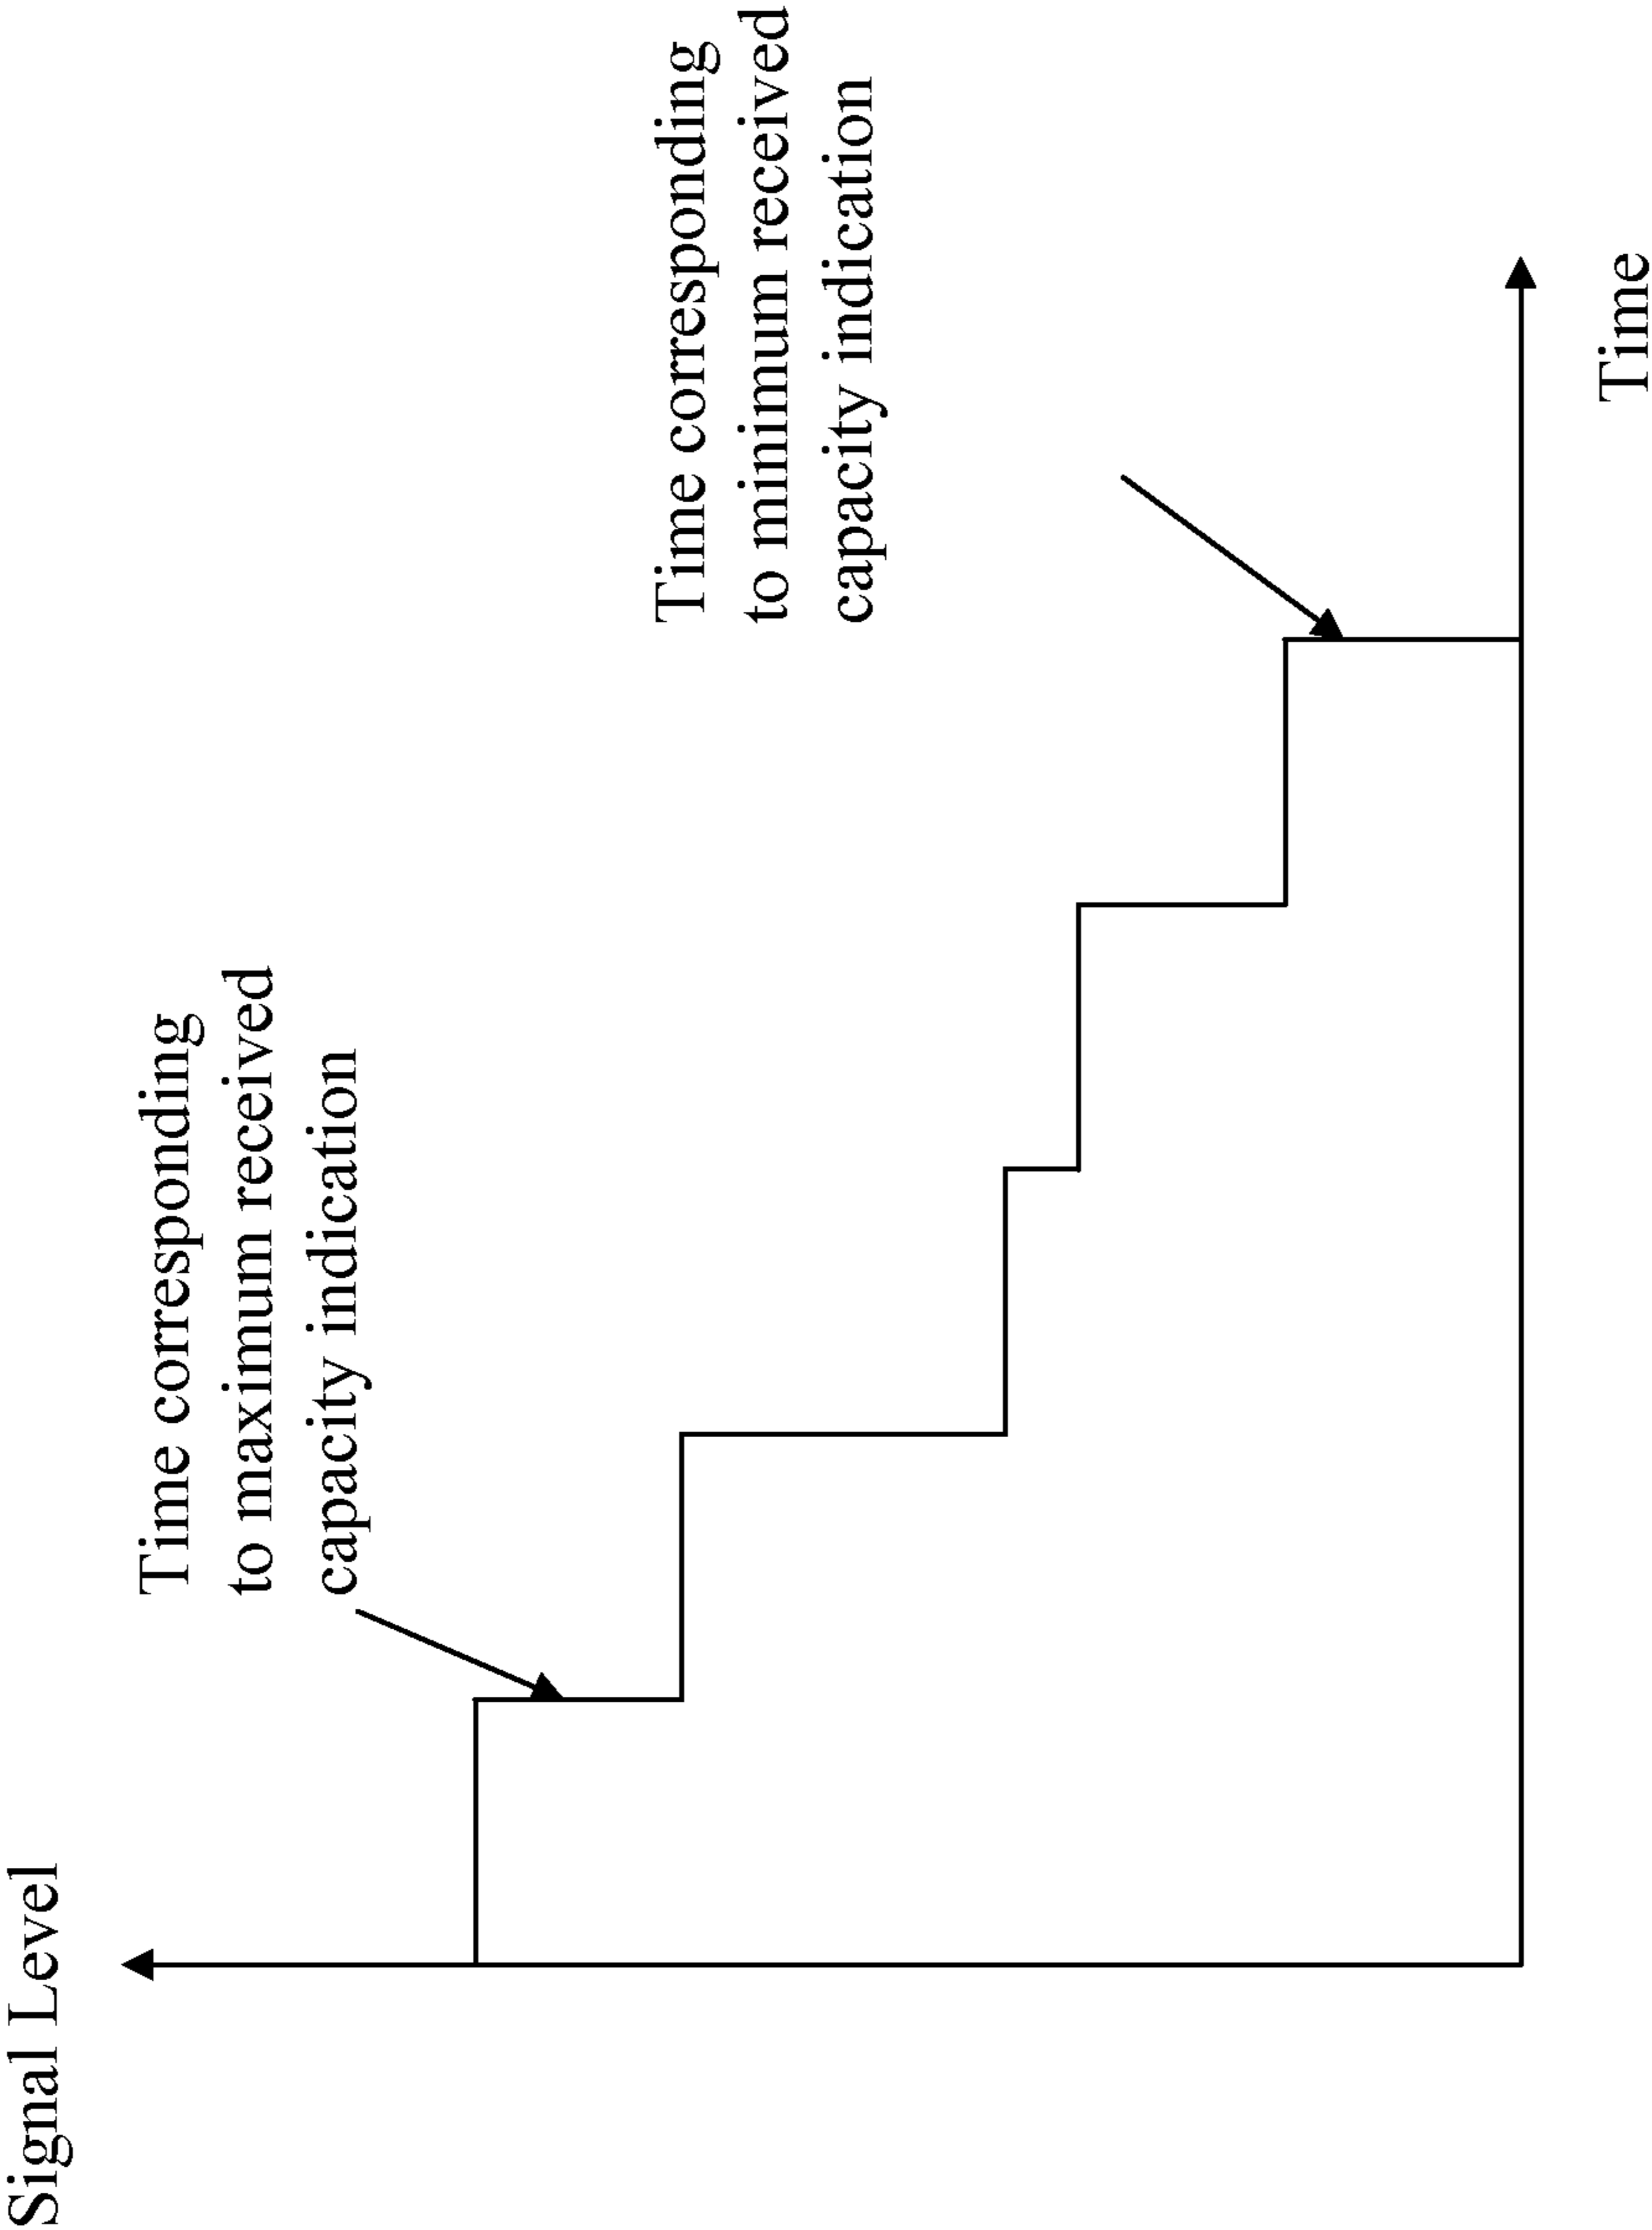 Signal Level
Time corresponding
to maximum received
capacity indication
Time corresponding
to minimum received
capacity indication
Time